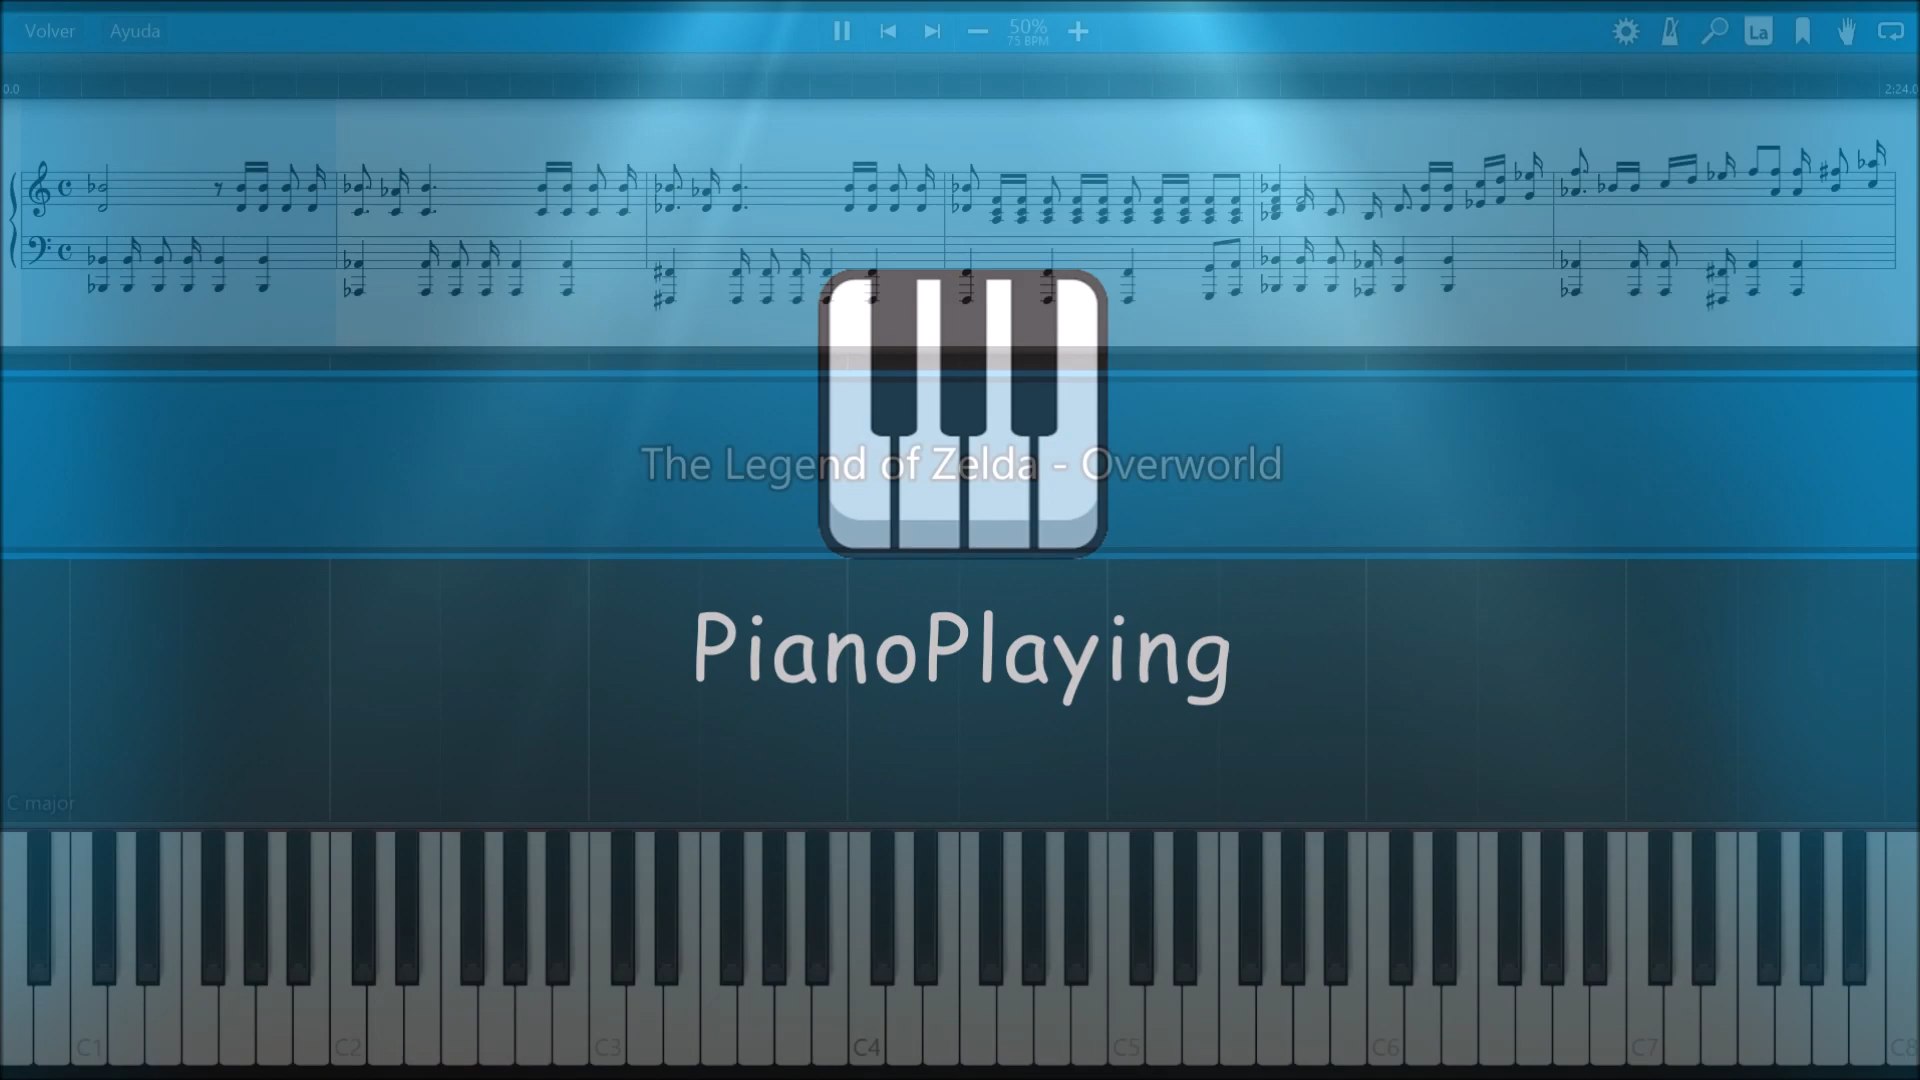 Volver Ayuda 50% La
75 BPM
0.0 2:24.0
The Legend of Zelda - Overworld
PianoPlaying
C major
C1 C2 C3 C4 C5 C6 C7 C8